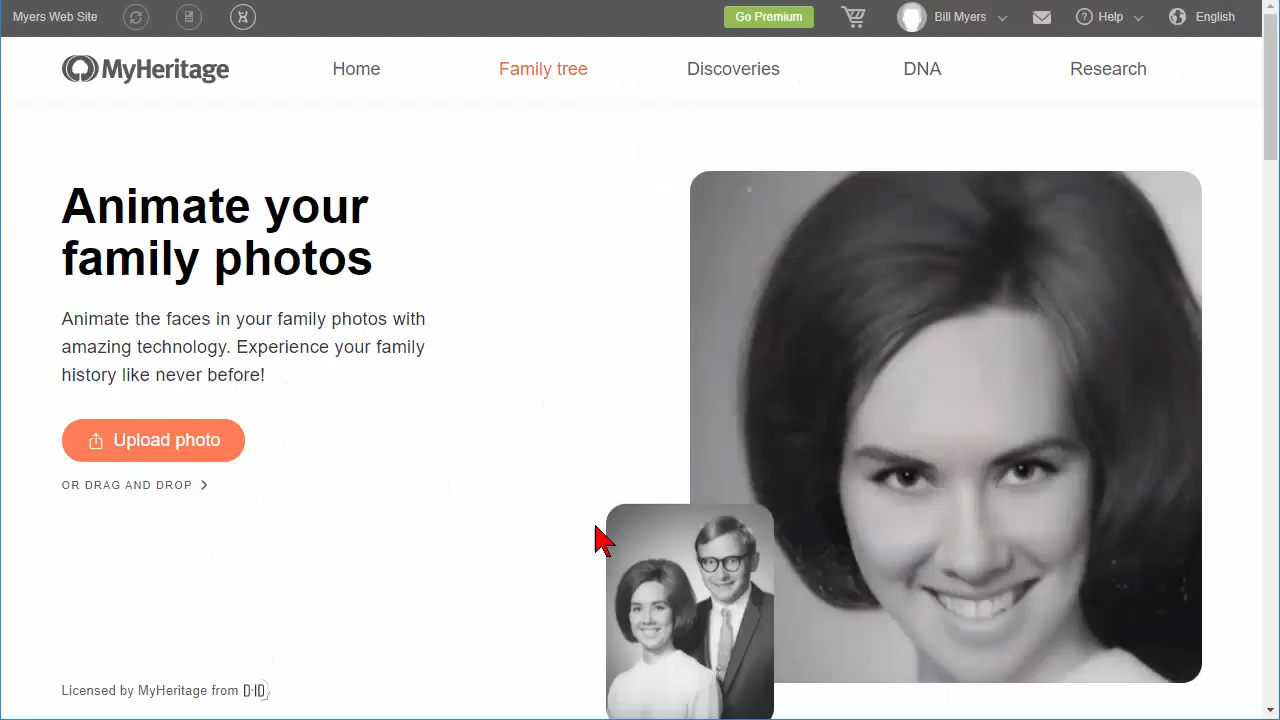 Myers Web Site
Go Premium
Bill Myers
Help
English
MyHeritage
Home
Family tree
Discoveries
DNA
Research
Animate your
family photos
Animate the faces in your family photos with
amazing technology. Experience your family
history like never before!
Upload photo
OR DRAG AND DROP
Licensed by MyHeritage from D-ID